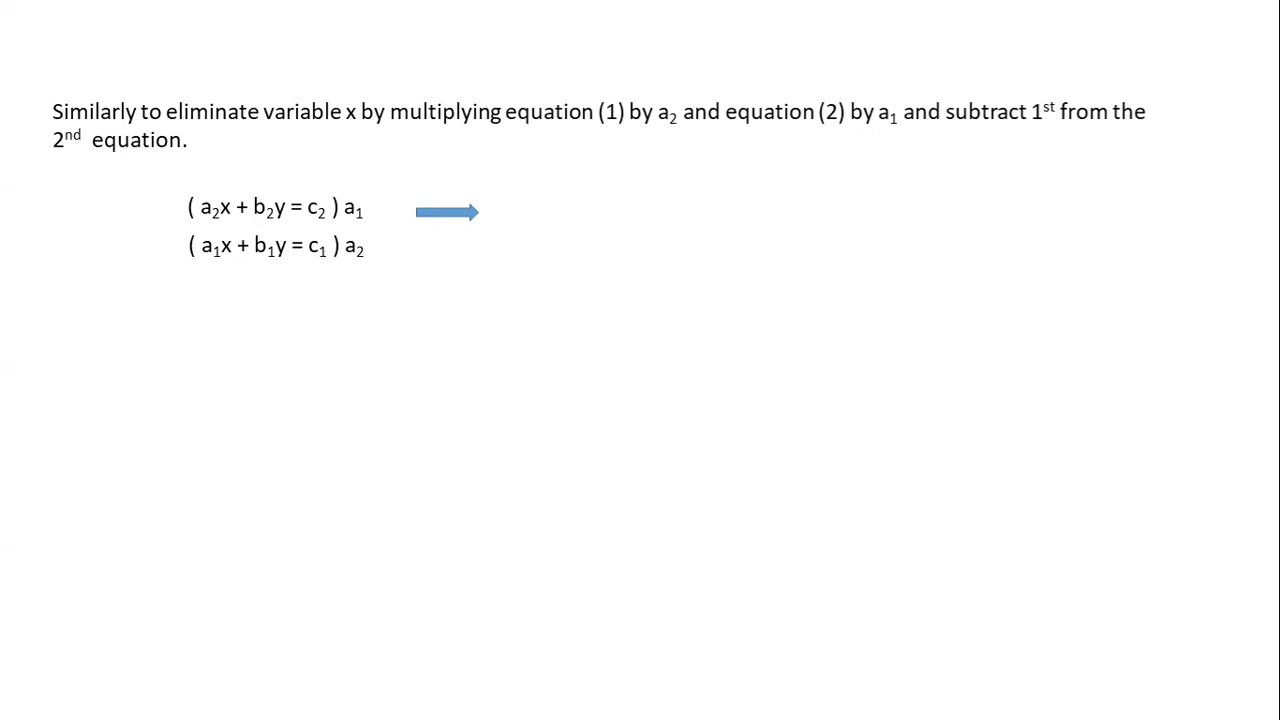 Similarly to eliminate variable x by multiplying equation (1) by a₂ and equation (2) by a₁ and subtract 1ˢᵗ from the
2ⁿᵈ equation.
( a₂x + b₂y = c₂ ) a₁
( a₁x + b₁y = c₁ ) a₂